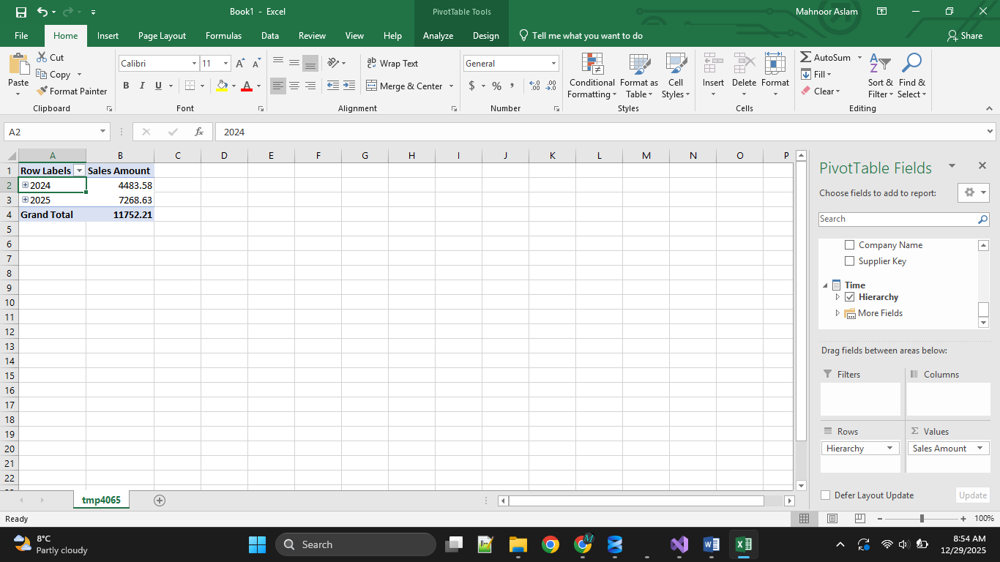 Book1 - Excel
PivotTable Tools
Mahnoor Aslam
File Home Insert Page Layout Formulas Data Review View Help Analyze Design Tell me what you want to do Share
Paste
Cut
Copy
Format Painter
Clipboard
Calibri 11
B I U A
Font
Wrap Text
Merge & Center
Alignment
General
$ % ,
Number
Conditional Formatting
Format as Table
Cell Styles
Styles
Insert Delete Format
Cells
AutoSum
Fill
Clear
Sort & Filter
Find & Select
Editing
A2 fx 2024
A B C D E F G H I J K L M N O P
1 Row Labels Sales Amount
2 2024 4483.58
3 2025 7268.63
4 Grand Total 11752.21
5
6
7
8
9
10
11
12
13
14
15
16
17
18
19
20
21
22
tmp4065
PivotTable Fields
Choose fields to add to report:
Search
Company Name
Supplier Key
Time
Hierarchy
More Fields
Drag fields between areas below:
Filters Columns
Rows Values
Hierarchy Sales Amount
Defer Layout Update Update
Ready 100%
8°C
Partly cloudy
Search
8:54 AM
12/29/2025